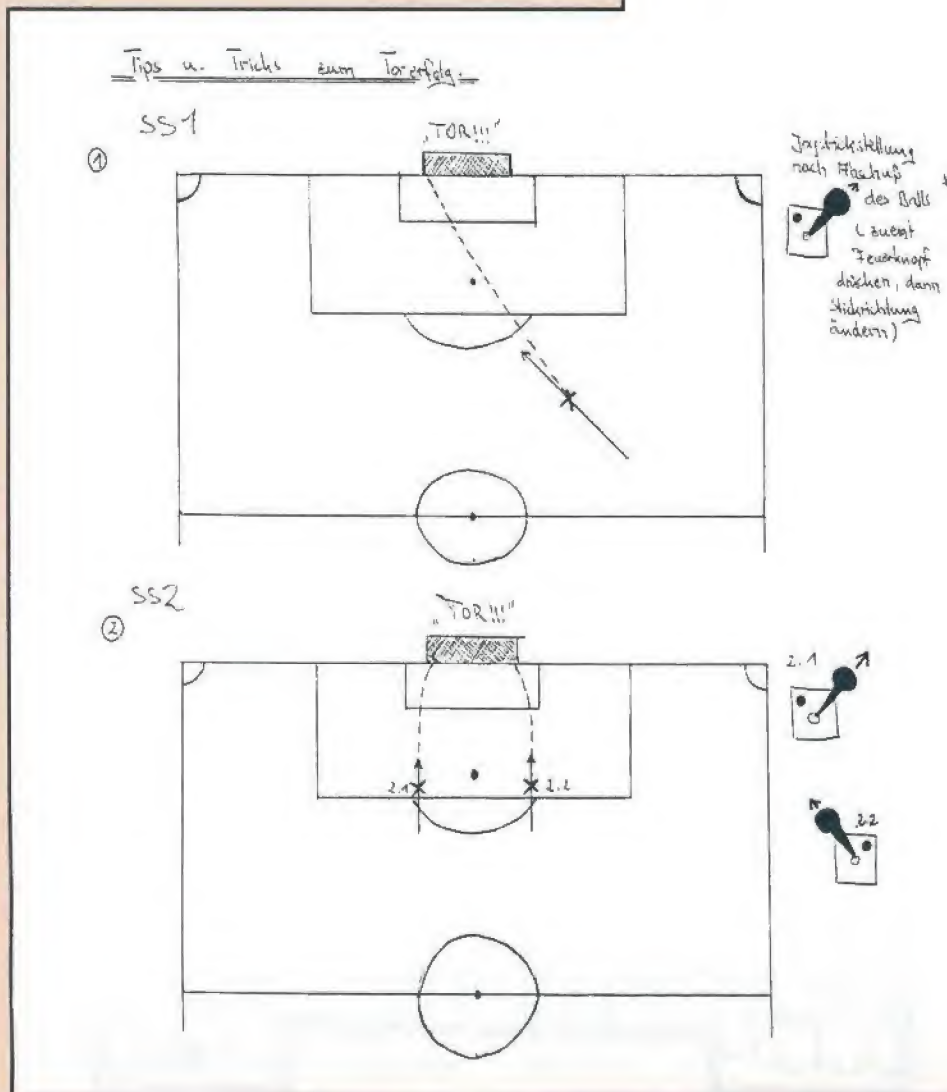 Tips u. Tricks zum Torerfolg:
SS1
①
„TOR!!!"
Joystickstellung
nach Abschuß
des Balls
(zuerst
Feuerknopf
drücken, dann
Stickrichtung
ändern)
SS2
②
„TOR!!!"
2.1
2.1
2.2
2.2